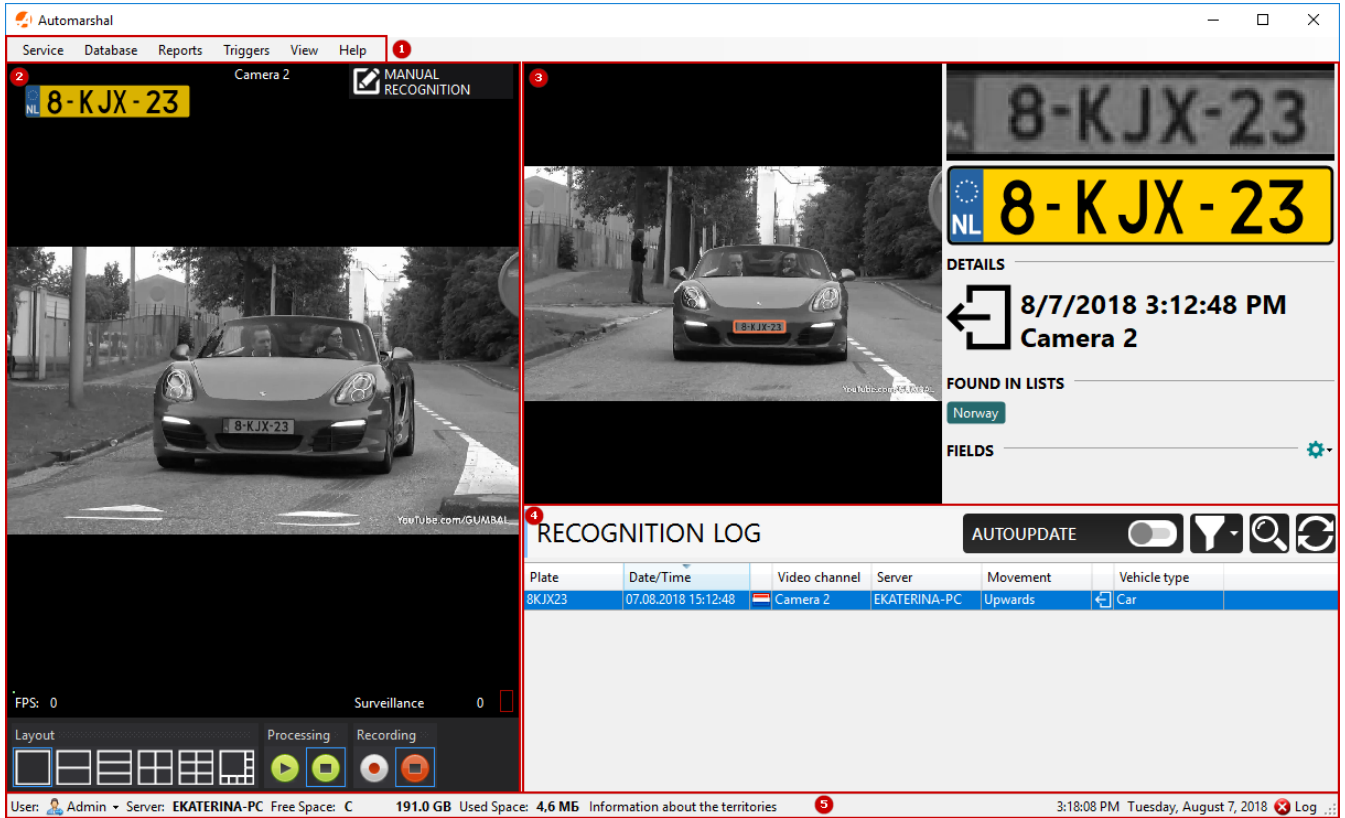 Automarshal
Service Database Reports Triggers View Help 1
2
Camera 2
MANUAL
RECOGNITION
NL 8-KJX-23
8-KJX-23
YouTube.com/GUMBAL
FPS: 0
Surveillance 0
Layout Processing Recording
3
8-KJX-23
8-KJX-23
NL 8-KJX-23
DETAILS
8/7/2018 3:12:48 PM
Camera 2
FOUND IN LISTS
Norway
FIELDS
4
RECOGNITION LOG
AUTOUPDATE
Plate Date/Time Video channel Server Movement Vehicle type
8KJX23 07.08.2018 15:12:48 Camera 2 EKATERINA-PC Upwards Car
User: Admin Server: EKATERINA-PC Free Space: C 191.0 GB Used Space: 4,6 МБ Information about the territories 5 3:18:08 PM Tuesday, August 7, 2018 Log